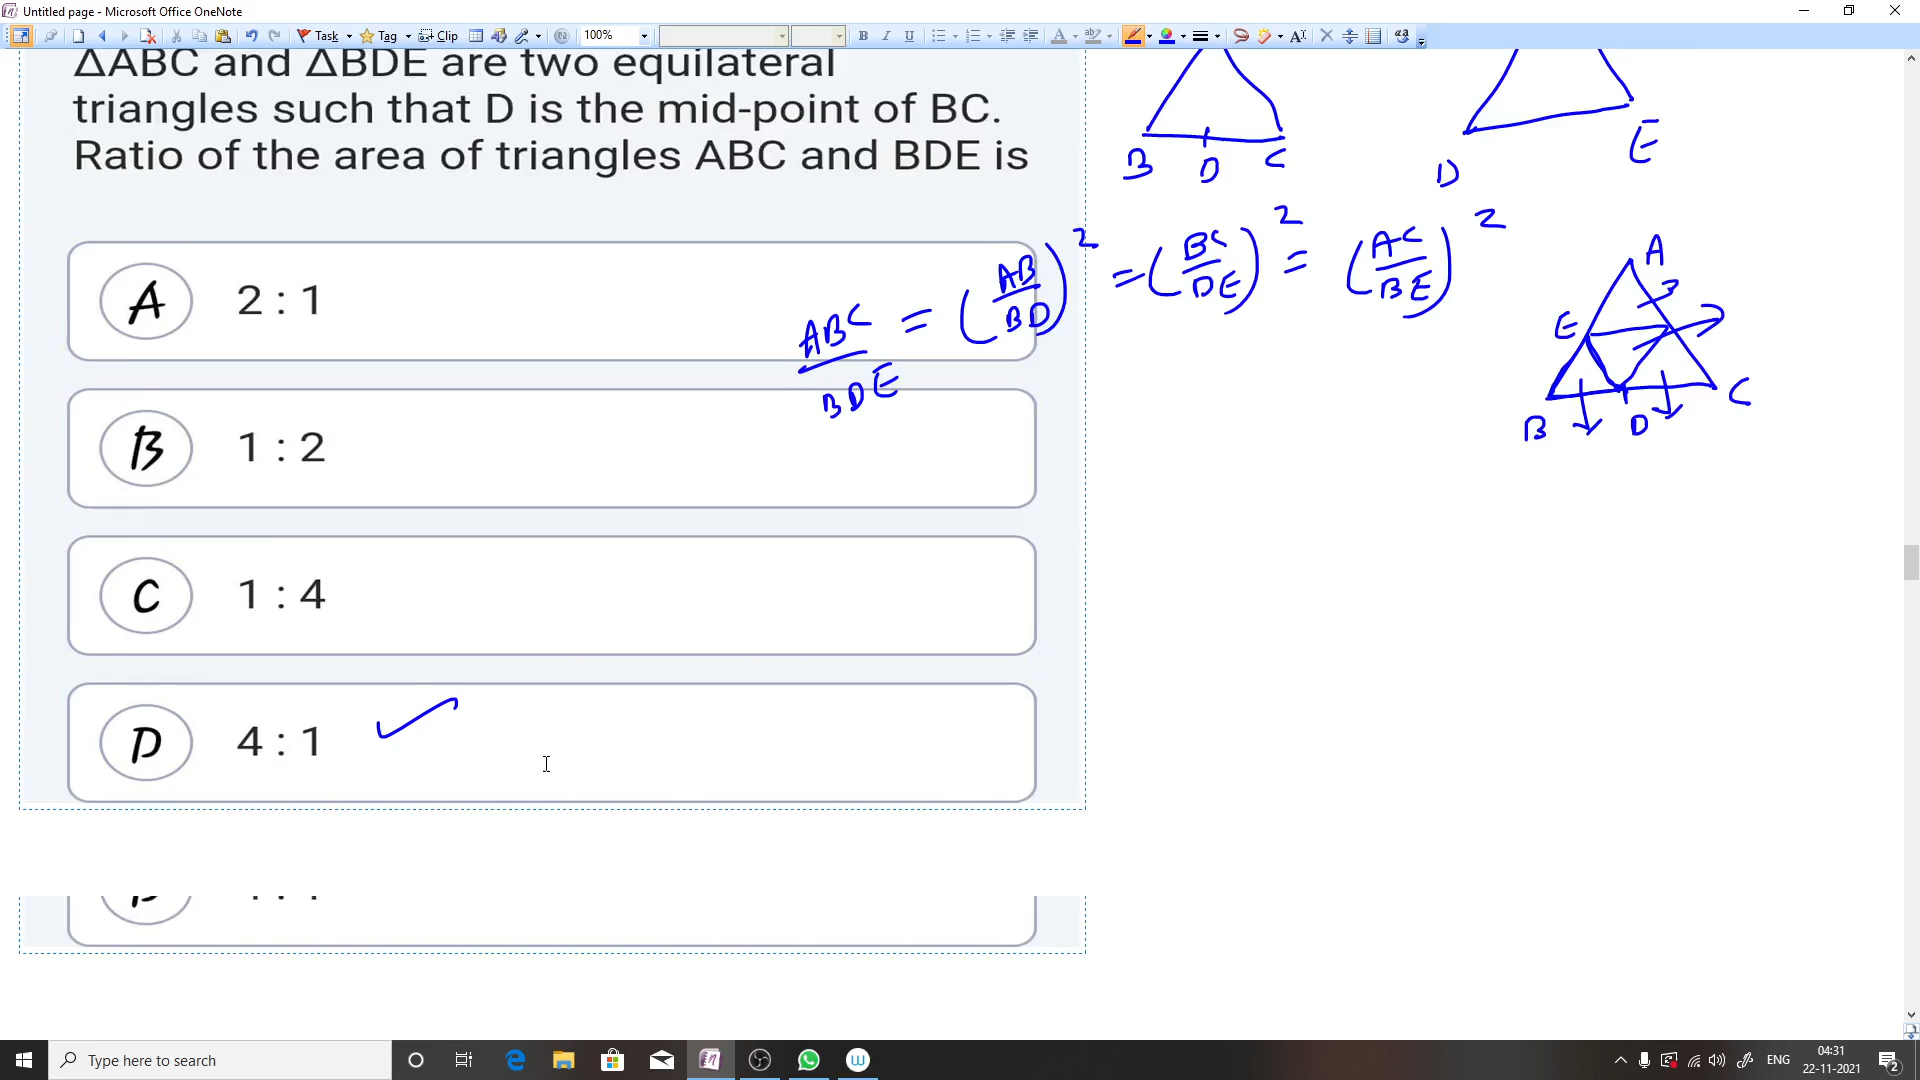 Untitled page - Microsoft Office OneNote
Task Tag Clip 100% B I U
ΔABC and ΔBDE are two equilateral
triangles such that D is the mid-point of BC.
Ratio of the area of triangles ABC and BDE is
A 2 : 1
B 1 : 2
C 1 : 4
D 4 : 1
B D C
D E
ABC/BDE = (AB/BD)² = (BC/DE)² = (AC/BE)²
A
E
B D C
Type here to search
ENG
04:31
22-11-2021
2